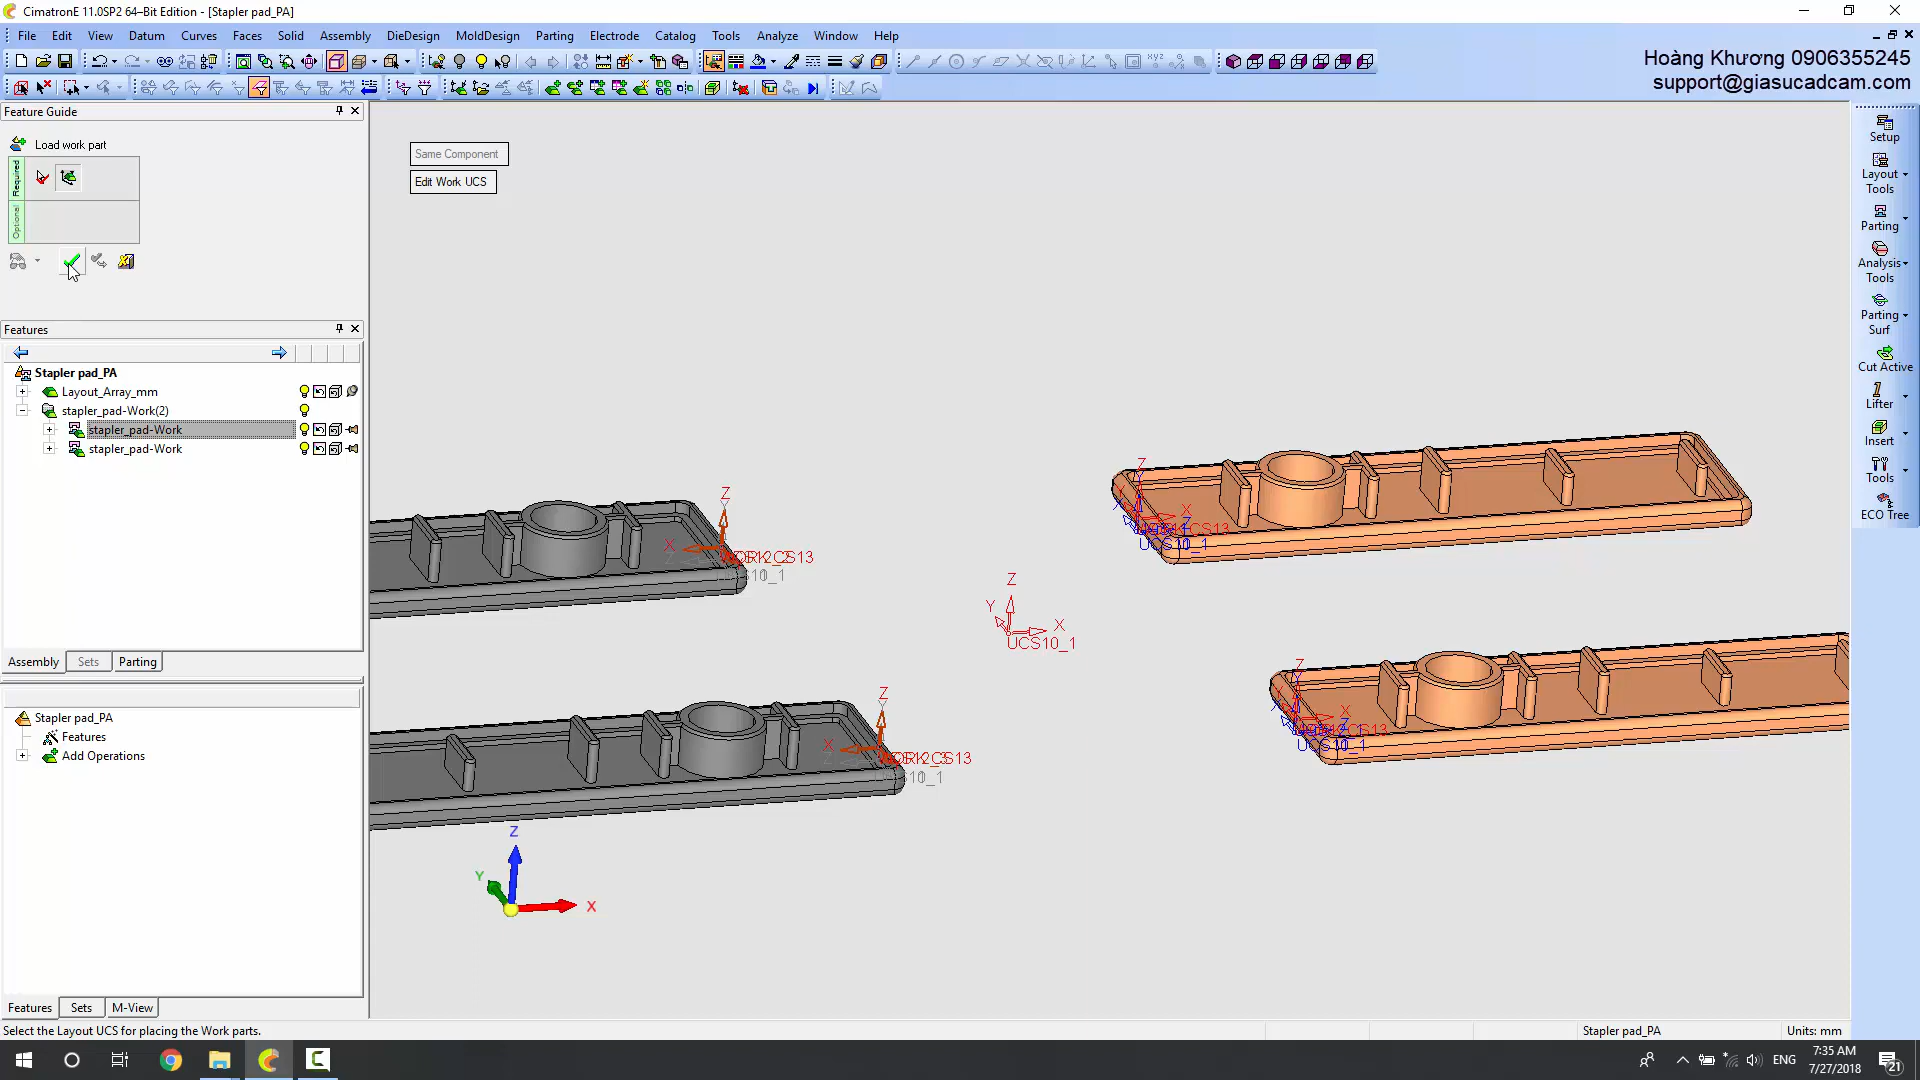 CimatronE 11.0SP2 64–Bit Edition - [Stapler pad_PA]
File Edit View Datum Curves Faces Solid Assembly DieDesign MoldDesign Parting Electrode Catalog Tools Analyze Window Help
Hoàng Khương 0906355245
support@giasucadcam.com
Feature Guide
Load work part
Required
Optional
Same Component
Edit Work UCS
Features
Stapler pad_PA
Layout_Array_mm
stapler_pad-Work(2)
stapler_pad-Work
stapler_pad-Work
Assembly Sets Parting
Stapler pad_PA
Features
Add Operations
Features Sets M-View
Z
X
Z
X
Z
X
UCS10_1
Z
Y
X
UCS10_1
Z
X
UCS10_1
Z
Y
X
Setup
Layout
Tools
Parting
Analysis
Tools
Parting
Surf
Cut Active
Lifter
Insert
Tools
ECO Tree
Select the Layout UCS for placing the Work parts.
Stapler pad_PA
Units: mm
ENG
7:35 AM
7/27/2018
21